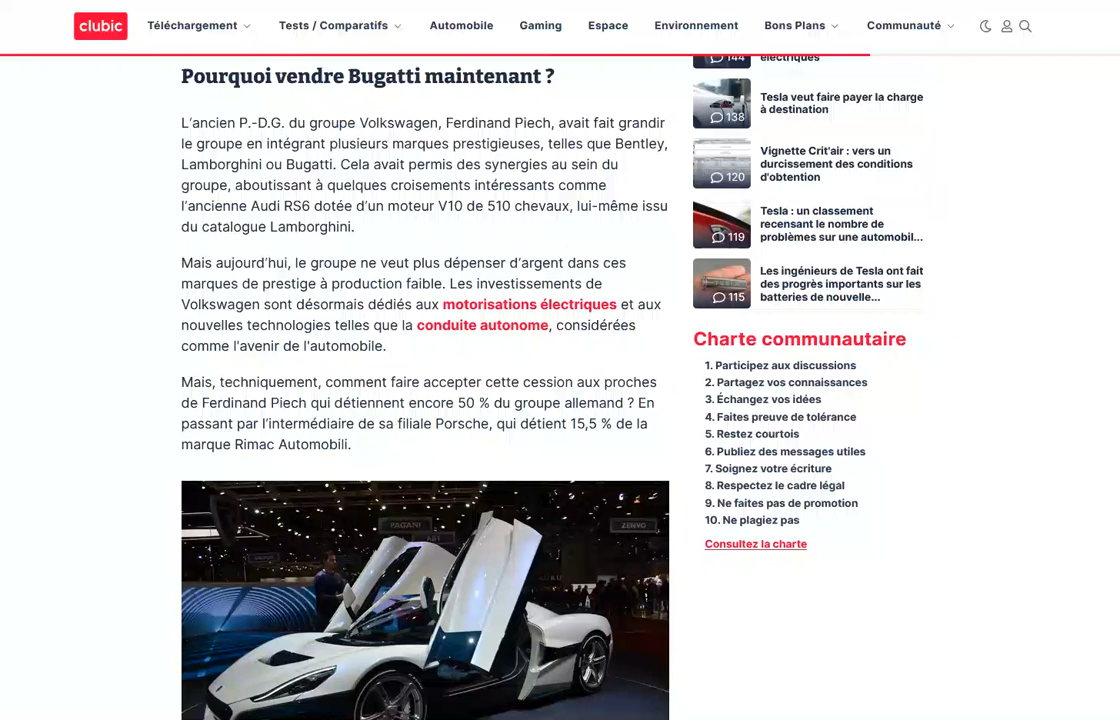 clubic
Téléchargement
Tests / Comparatifs
Automobile
Gaming
Espace
Environnement
Bons Plans
Communauté
Pourquoi vendre Bugatti maintenant ?
L'ancien P.-D.G. du groupe Volkswagen, Ferdinand Piech, avait fait grandir
le groupe en intégrant plusieurs marques prestigieuses, telles que Bentley,
Lamborghini ou Bugatti. Cela avait permis des synergies au sein du
groupe, aboutissant à quelques croisements intéressants comme
l'ancienne Audi RS6 dotée d'un moteur V10 de 510 chevaux, lui-même issu
du catalogue Lamborghini.
Mais aujourd'hui, le groupe ne veut plus dépenser d'argent dans ces
marques de prestige à production faible. Les investissements de
Volkswagen sont désormais dédiés aux motorisations électriques et aux
nouvelles technologies telles que la conduite autonome, considérées
comme l'avenir de l'automobile.
Mais, techniquement, comment faire accepter cette cession aux proches
de Ferdinand Piech qui détiennent encore 50 % du groupe allemand ? En
passant par l'intermédiaire de sa filiale Porsche, qui détient 15,5 % de la
marque Rimac Automobili.
PAGANI
ZENVO
144
électriques
138
Tesla veut faire payer la charge
à destination
120
Vignette Crit'air : vers un
durcissement des conditions
d'obtention
119
Tesla : un classement
recensant le nombre de
problèmes sur une automobil...
115
Les ingénieurs de Tesla ont fait
des progrès importants sur les
batteries de nouvelle...
Charte communautaire
1. Participez aux discussions
2. Partagez vos connaissances
3. Échangez vos idées
4. Faites preuve de tolérance
5. Restez courtois
6. Publiez des messages utiles
7. Soignez votre écriture
8. Respectez le cadre légal
9. Ne faites pas de promotion
10. Ne plagiez pas
Consultez la charte